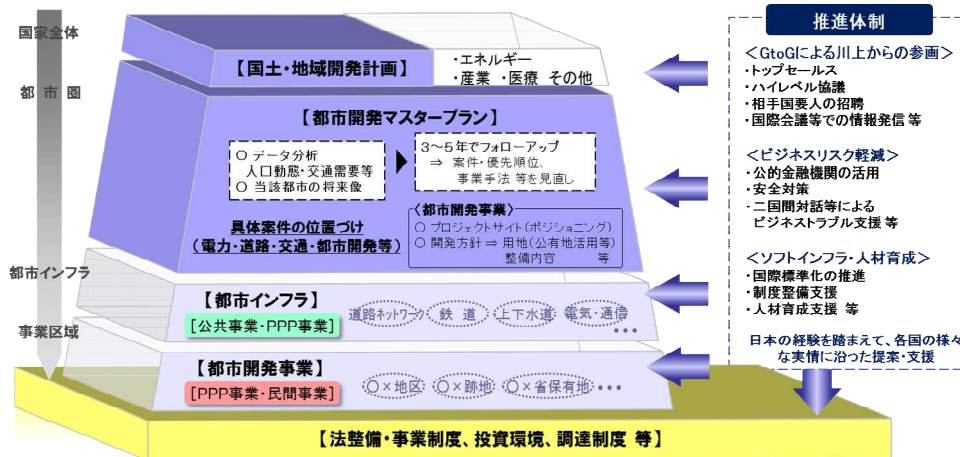 国家全体
都 市 圏
都市インフラ
事業区域
【国土・地域開発計画】
・エネルギー
・産業 ・医療 その他
【都市開発マスタープラン】
○ データ分析
人口動態・交通需要等
○ 当該都市の将来像
3～5年でフォローアップ
⇒ 案件・優先順位、
事業手法 等を見直し
具体案件の位置づけ
(電力・道路・交通・都市開発等)
〈都市開発事業〉
○ プロジェクトサイト(ポジショニング)
○ 開発方針 ⇒ 用地(公有地活用等)
整備内容 等
【都市インフラ】
[公共事業・PPP事業]
道路ネットワーク 鉄 道 上下水道 電気・通信
・・・
【都市開発事業】
[PPP事業・民間事業]
○×地区 ○×跡地 ○×省保有地 ・・・
【法整備・事業制度、投資環境、調達制度 等】
推進体制
＜GtoGによる川上からの参画＞
・トップセールス
・ハイレベル協議
・相手国要人の招聘
・国際会議等での情報発信 等
＜ビジネスリスク軽減＞
・公的金融機関の活用
・安全対策
・二国間対話等による
ビジネストラブル支援 等
＜ソフトインフラ・人材育成＞
・国際標準化の推進
・制度整備支援
・人材育成支援 等
日本の経験を踏まえて、各国の様々
な実情に沿った提案・支援